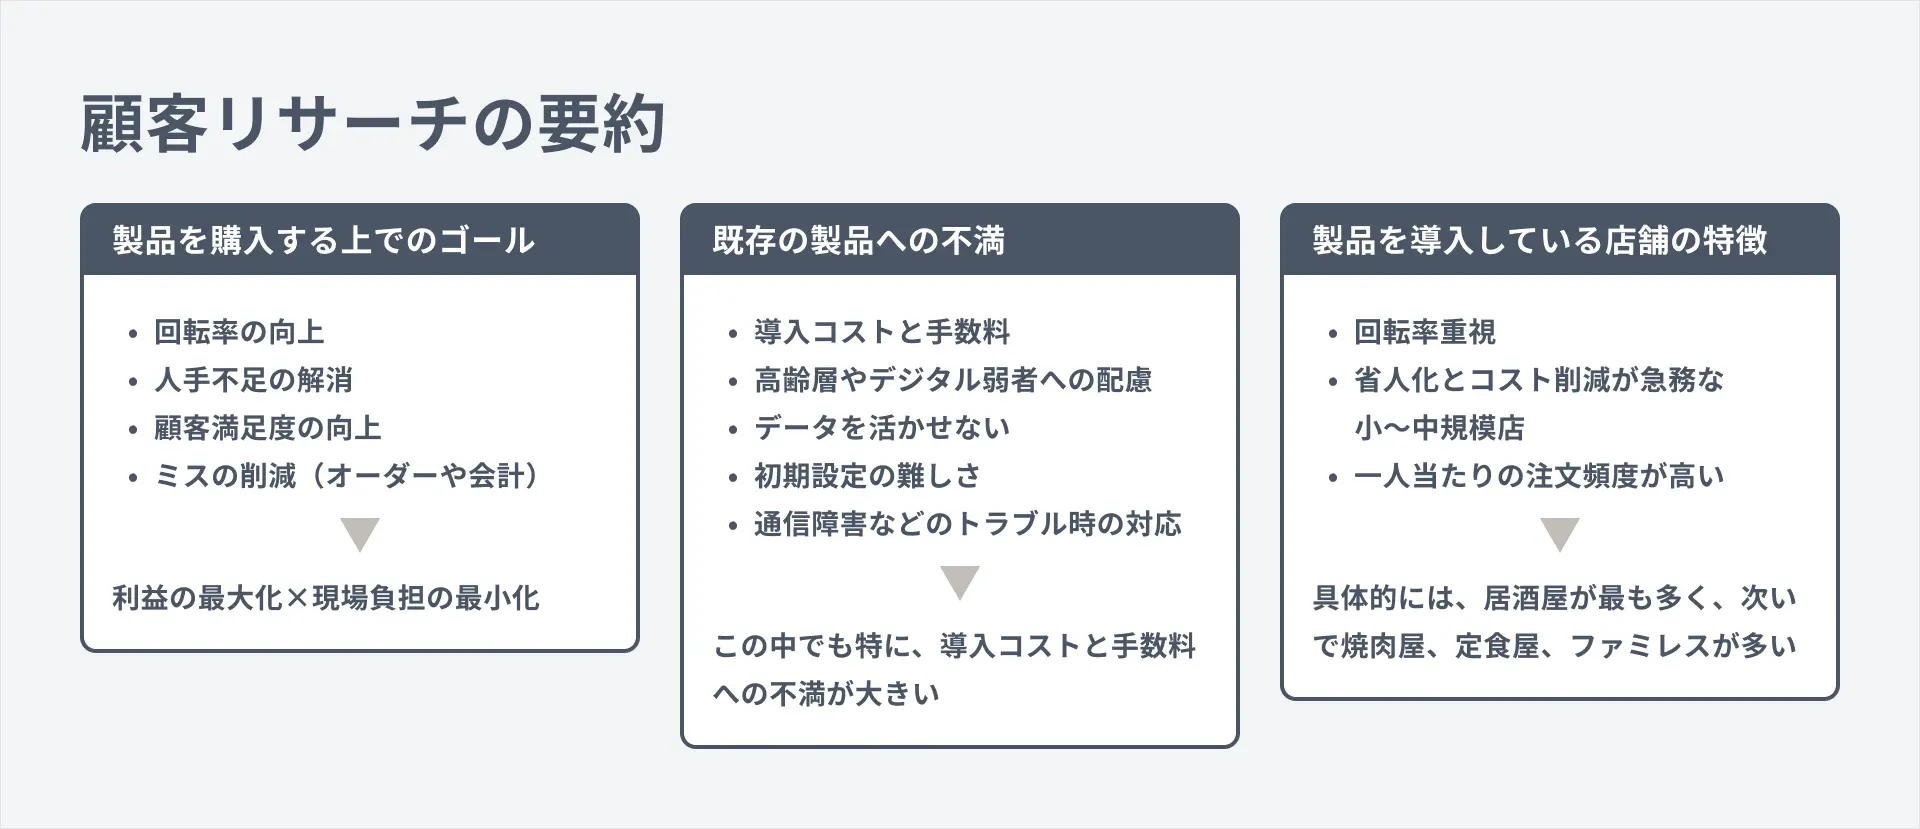 顧客リサーチの要約
製品を購入する上でのゴール
・回転率の向上
・人手不足の解消
・顧客満足度の向上
・ミスの削減（オーダーや会計）
利益の最大化×現場負担の最小化
既存の製品への不満
・導入コストと手数料
・高齢層やデジタル弱者への配慮
・データを活かせない
・初期設定の難しさ
・通信障害などのトラブル時の対応
この中でも特に、導入コストと手数料
への不満が大きい
製品を導入している店舗の特徴
・回転率重視
・省人化とコスト削減が急務な
小〜中規模店
・一人当たりの注文頻度が高い
具体的には、居酒屋が最も多く、次い
で焼肉屋、定食屋、ファミレスが多い